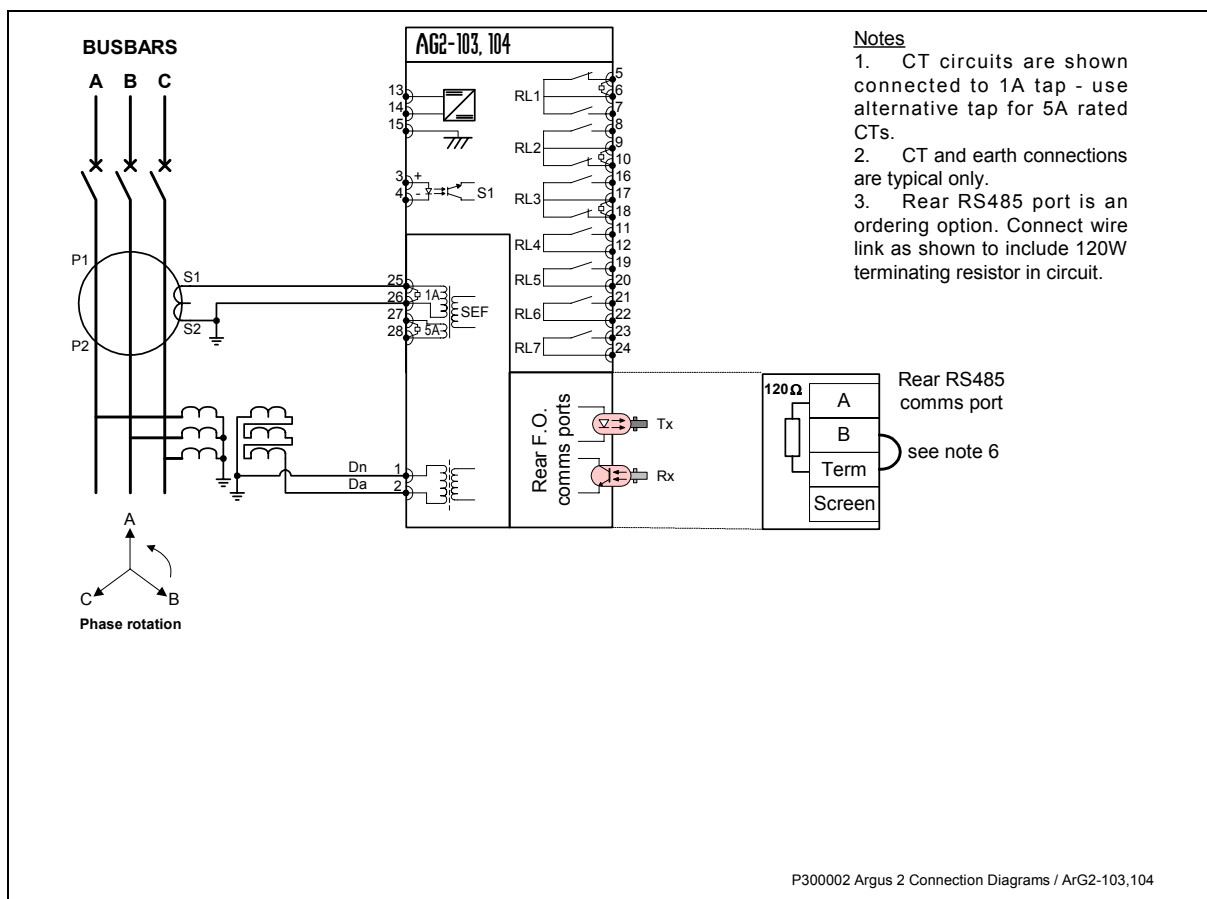 BUSBARS
A B C
AG2-103, 104
13
14
15
3 +
4 -
S1
P1
P2
S1
S2
25
26
27
28
1A
5A
SEF
Dn 1
Da 2
RL1
5
6
7
RL2
8
9
10
RL3
16
17
18
RL4
11
12
RL5
19
20
RL6
21
22
RL7
23
24
Rear F.O.
comms ports
Tx
Rx
120Ω
A
B
Term
Screen
Rear RS485
comms port
see note 6
Notes
1. CT circuits are shown
connected to 1A tap - use
alternative tap for 5A rated
CTs.
2. CT and earth connections
are typical only.
3. Rear RS485 port is an
ordering option. Connect wire
link as shown to include 120W
terminating resistor in circuit.
A
C B
Phase rotation
P300002 Argus 2 Connection Diagrams / ArG2-103,104